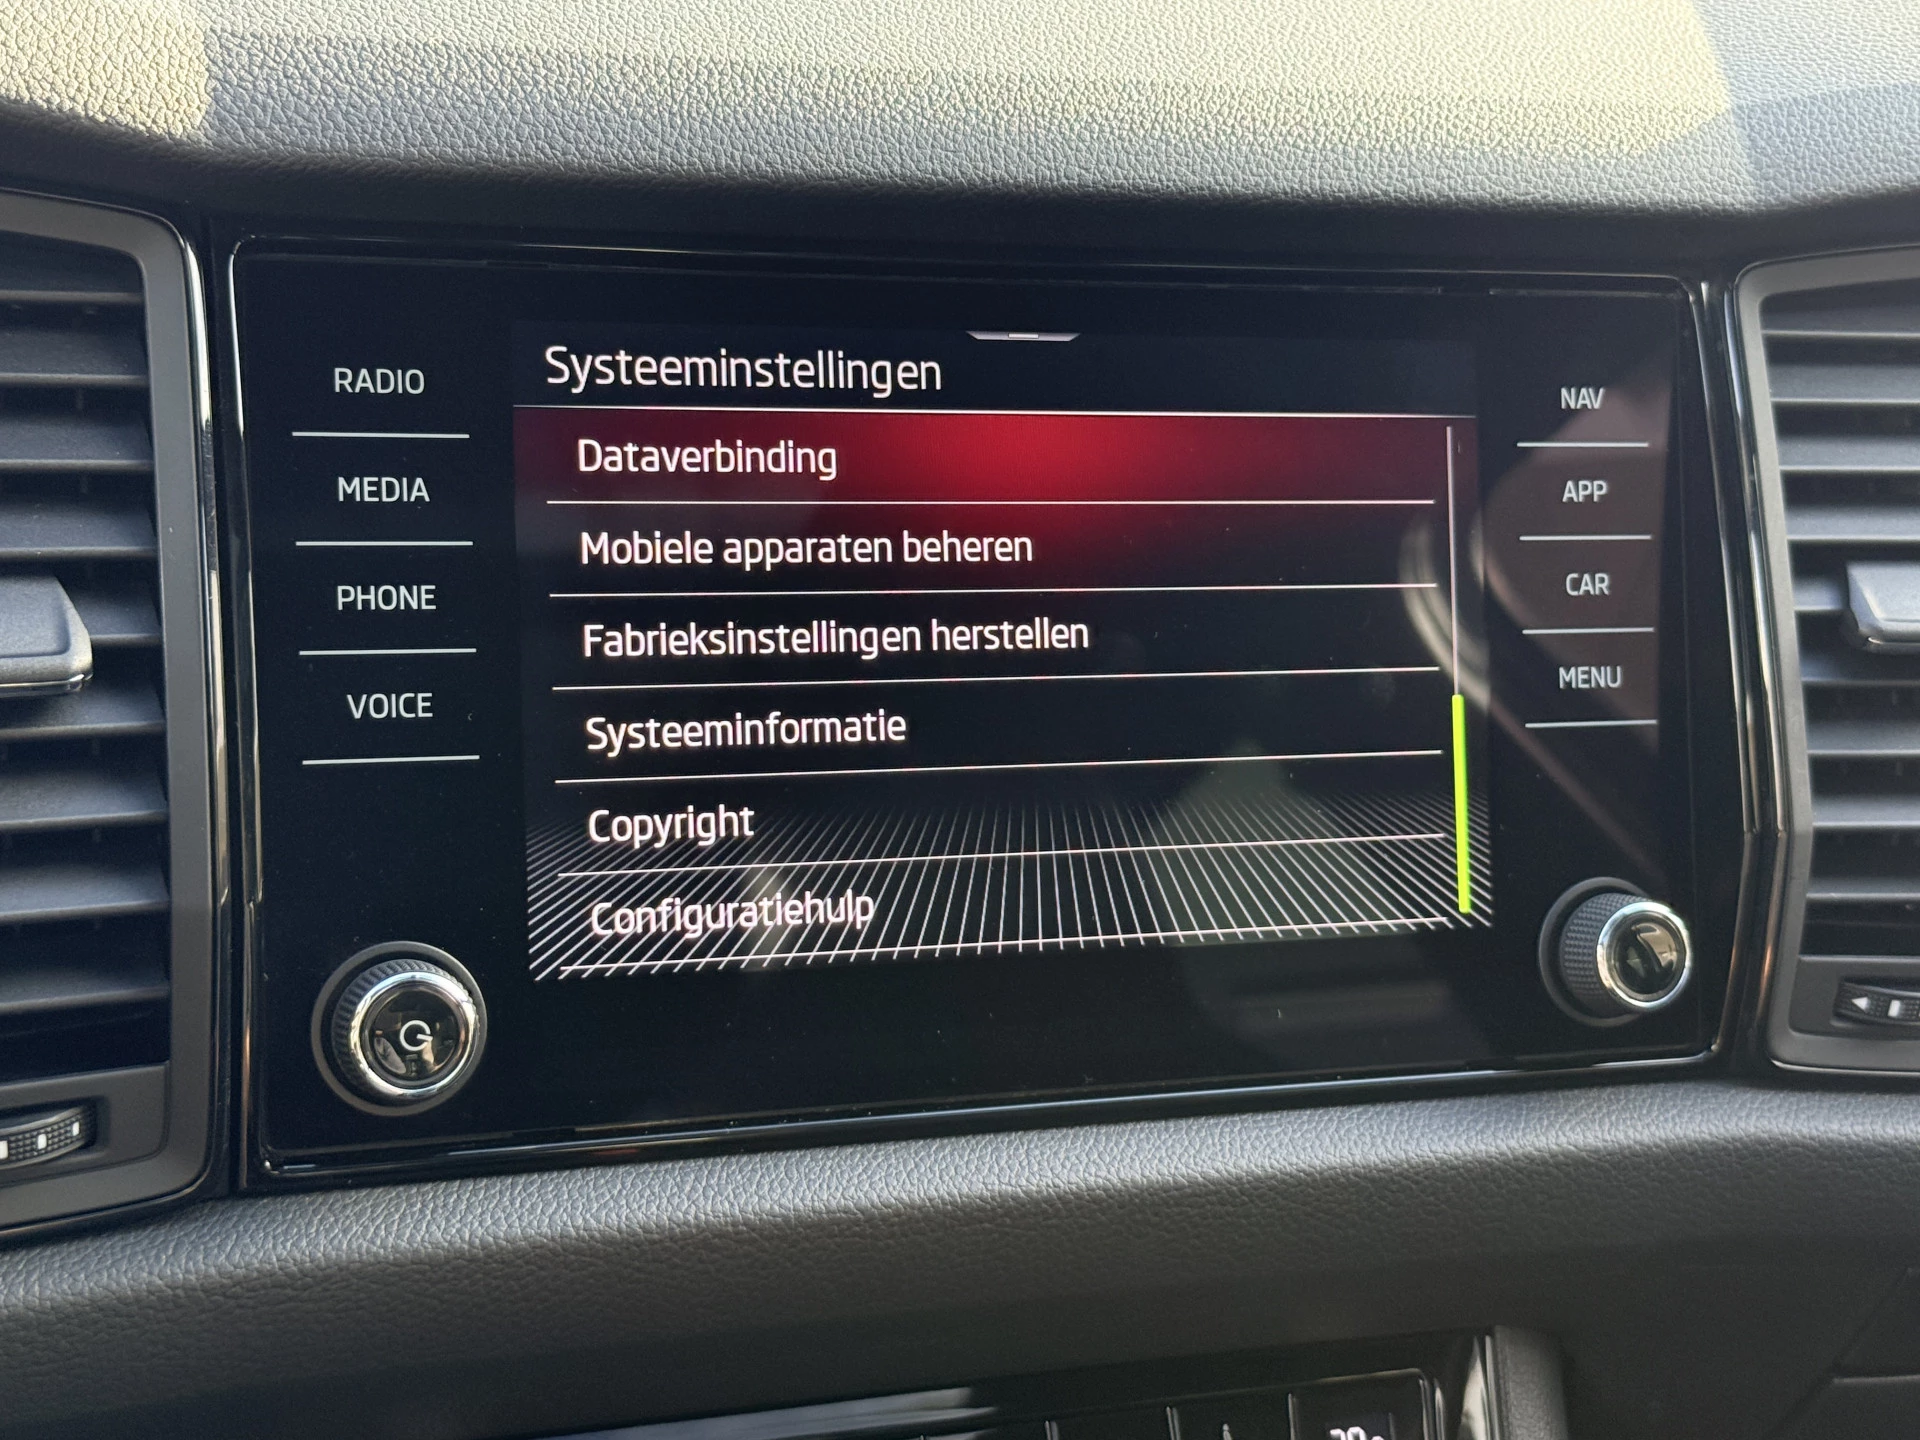 Systeeminstellingen
RADIO
MEDIA
PHONE
VOICE
Dataverbinding
Mobiele apparaten beheren
Fabrieksinstellingen herstellen
Systeeminformatie
Copyright
Configuratiehulp
NAV
APP
CAR
MENU